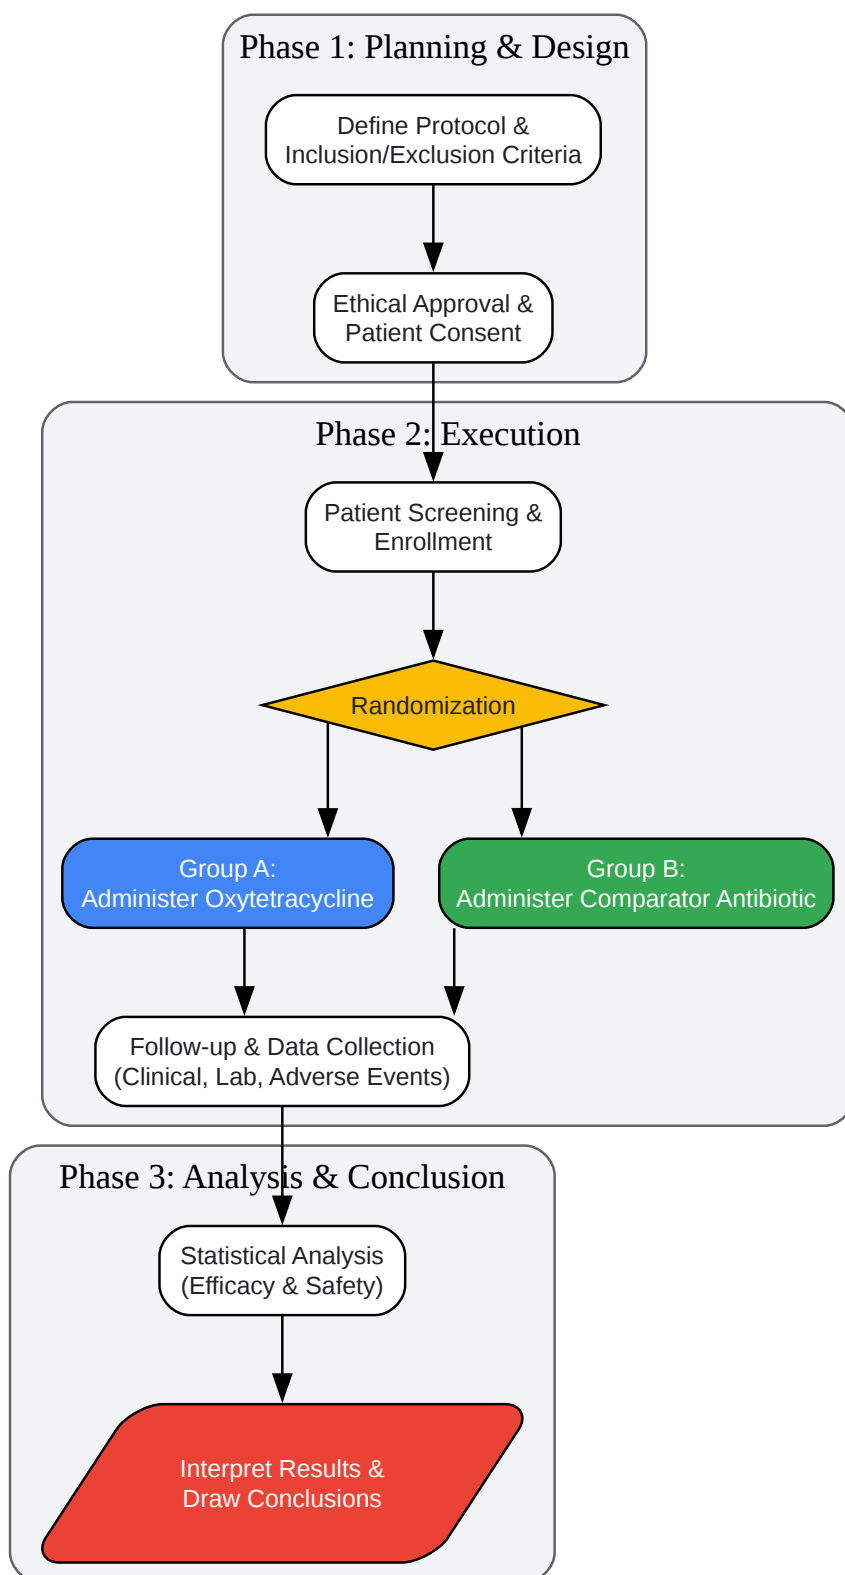 Phase 1: Planning & Design
Define Protocol &
Inclusion/Exclusion Criteria
Ethical Approval &
Patient Consent
Phase 2: Execution
Patient Screening &
Enrollment
Randomization
Group A:
Administer Oxytetracycline
Group B:
Administer Comparator Antibiotic
Follow-up & Data Collection
(Clinical, Lab, Adverse Events)
Phase 3: Analysis & Conclusion
Statistical Analysis
(Efficacy & Safety)
Interpret Results &
Draw Conclusions